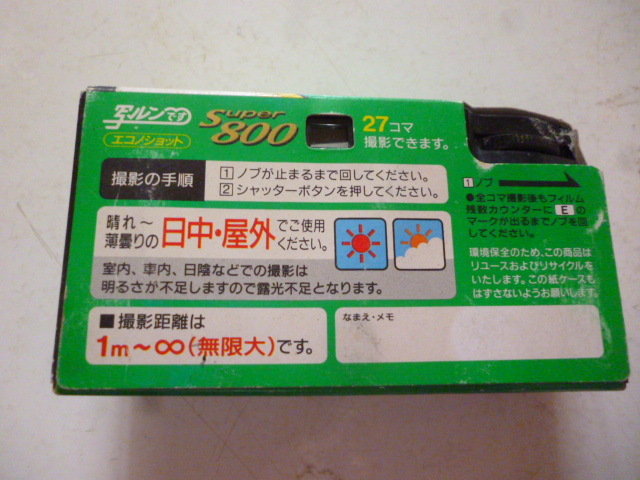 写ルンです
エコノショット
Super
800
27コマ
撮影できます。
撮影の手順
1 ノブが止まるまで回してください。
2 シャッターボタンを押してください。
晴れ～
薄曇りの
日中・屋外
でご使用
ください。
室内、車内、日陰などでの撮影は
明るさが不足しますので露光不足となります。
■撮影距離は
1m～∞(無限大)です。
なまえ・メモ
1 ノブ
●全コマ撮影後もフィルム
残数カウンターに E の
マークが出るまでノブを回
してください。
環境保全のため、この商品は
リユースおよびリサイクルを
いたします。この紙ケースも
はずさないようお願いします。